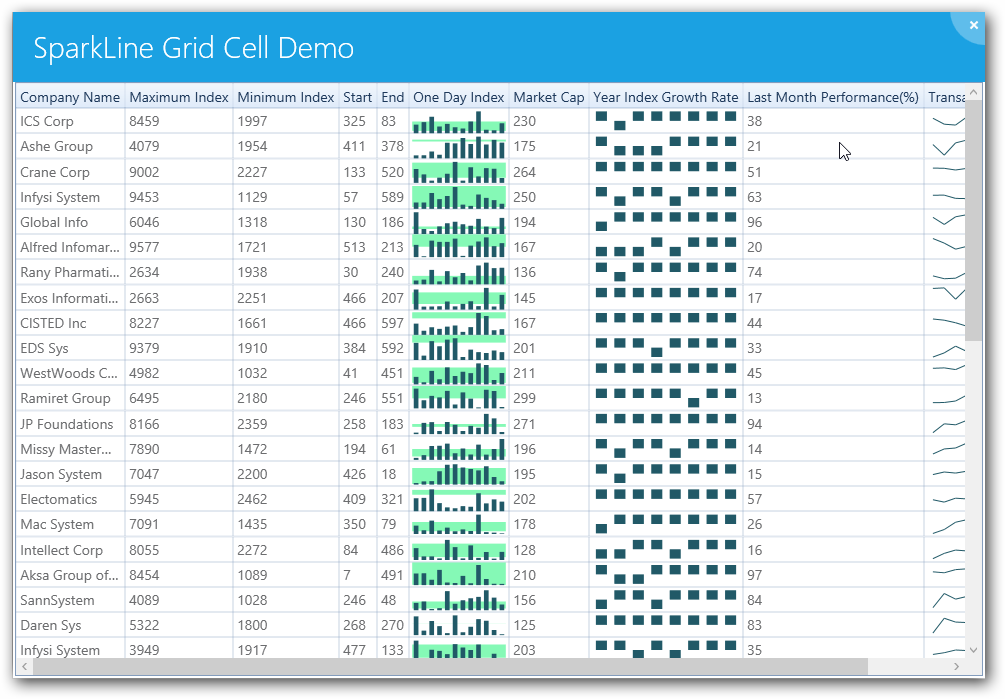 SparkLine Grid Cell Demo
Company Name Maximum Index Minimum Index Start End One Day Index Market Cap Year Index Growth Rate Last Month Performance(%) Transa
ICS Corp 8459 1997 325 83 230 38
Ashe Group 4079 1954 411 378 175 21
Crane Corp 9002 2227 133 520 264 51
Infysi System 9453 1129 57 589 250 63
Global Info 6046 1318 130 186 194 96
Alfred Infomar... 9577 1721 513 213 167 20
Rany Pharmati... 2634 1938 30 240 136 74
Exos Informati... 2663 2251 466 207 145 17
CISTED Inc 8227 1661 466 597 167 44
EDS Sys 9379 1910 384 592 201 33
WestWoods C... 4982 1032 41 451 211 45
Ramiret Group 6495 2180 246 551 299 13
JP Foundations 8166 2359 258 183 271 94
Missy Master... 7890 1472 194 61 196 14
Jason System 7047 2200 426 18 195 15
Electomatics 5945 2462 409 321 202 57
Mac System 7091 1435 350 79 178 26
Intellect Corp 8055 2272 84 486 128 16
Aksa Group of... 8454 1089 7 491 210 97
SannSystem 4089 1028 246 48 156 84
Daren Sys 5322 1800 268 270 125 83
Infysi System 3949 1917 477 133 203 35